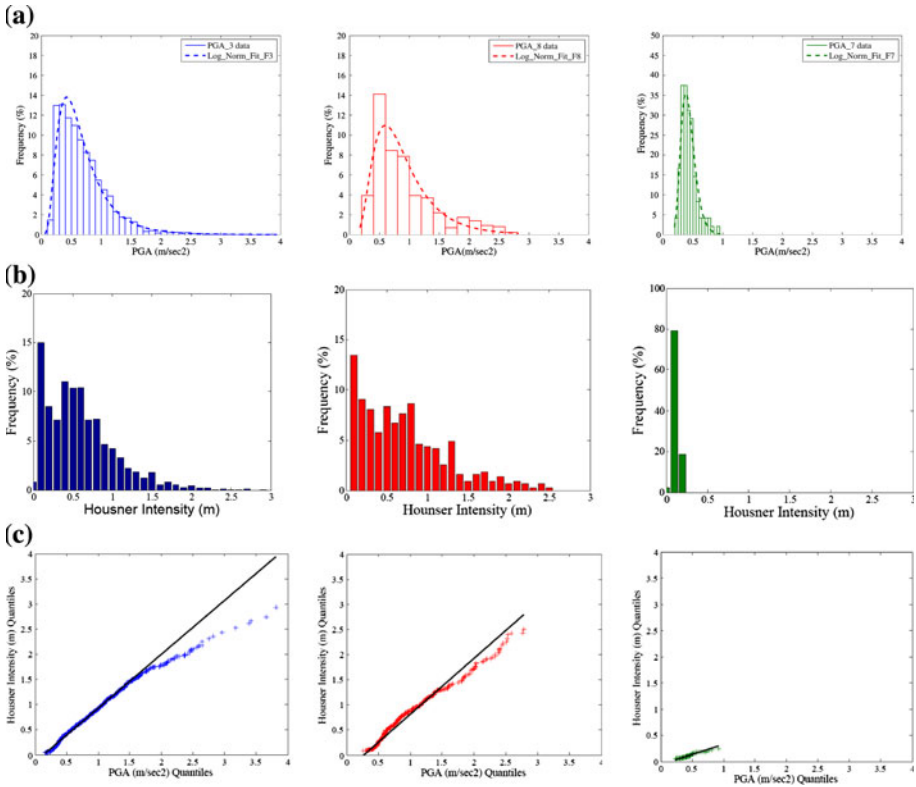 (a)
PGA_3 data
Log_Norm_Fit_F3
Frequency (%)
20
18
16
14
12
10
8
6
4
2
0
0 0.5 1 1.5 2 2.5 3 3.5 4
PGA (m/sec2)
PGA_8 data
Log_Norm_Fit_F8
Frequency (%)
20
18
16
14
12
10
8
6
4
2
0
0 0.5 1 1.5 2 2.5 3 3.5 4
PGA(m/sec2)
PGA_7 data
Log_Norm_Fit_F7
Frequency (%)
50
45
40
35
30
25
20
15
10
5
0
0 0.5 1 1.5 2 2.5 3 3.5 4
PGA(m/sec2)
(b)
Frequency (%)
20
15
10
5
0
0 0.5 1 1.5 2 2.5 3
Housner Intensity (m)
Frequency (%)
20
15
10
5
0
0 0.5 1 1.5 2 2.5 3
Hounser Intensity (m)
Frequency (%)
100
80
60
40
20
0
0 0.5 1 1.5 2 2.5 3
Housner Intensity (m)
(c)
Housner Intensity (m) Quantiles
4
3.5
3
2.5
2
1.5
1
0.5
0
0 0.5 1 1.5 2 2.5 3 3.5 4
PGA (m/sec2) Quantiles
Housner Intensity (m) Quantiles
4
3.5
3
2.5
2
1.5
1
0.5
0
0 0.5 1 1.5 2 2.5 3 3.5 4
PGA (m/sec2) Quantiles
Housner Intensity (m) Quantiles
4
3.5
3
2.5
2
1.5
1
0.5
0
0 0.5 1 1.5 2 2.5 3 3.5 4
PGA (m/sec2) Quantiles